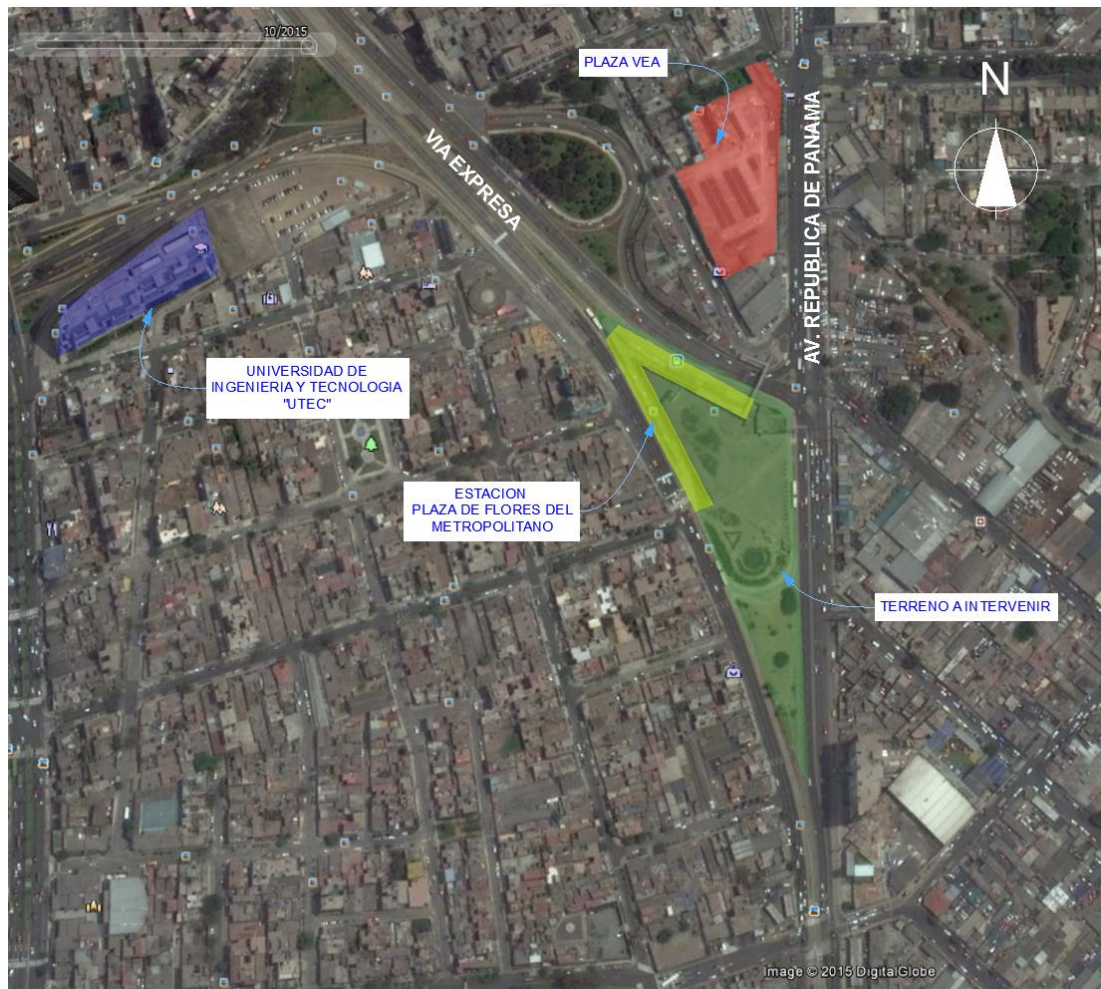 10/2015
PLAZA VEA
N
VIA EXPRESA
AV. REPUBLICA DE PANAMA
UNIVERSIDAD DE
INGENIERIA Y TECNOLOGIA
"UTEC"
ESTACION
PLAZA DE FLORES DEL
METROPOLITANO
TERRENO A INTERVENIR
Image © 2015 DigitalGlobe